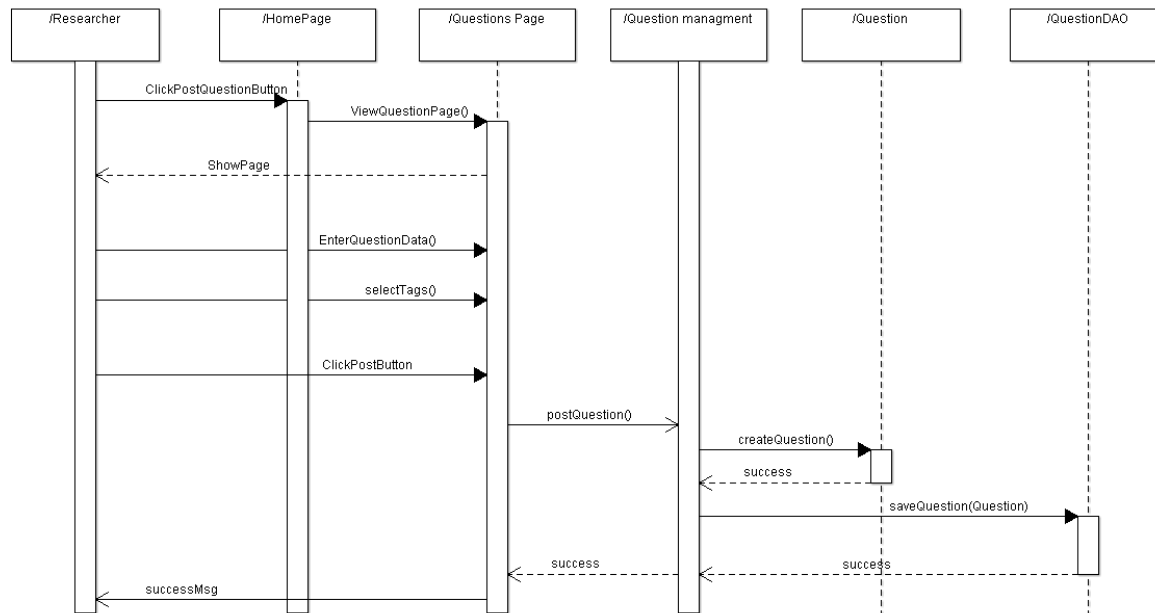 /Researcher
/HomePage
/Questions Page
/Question managment
/Question
/QuestionDAO
ClickPostQuestionButton
ViewQuestionPage()
ShowPage
EnterQuestionData()
selectTags()
ClickPostButton
postQuestion()
createQuestion()
success
saveQuestion(Question)
success
success
successMsg